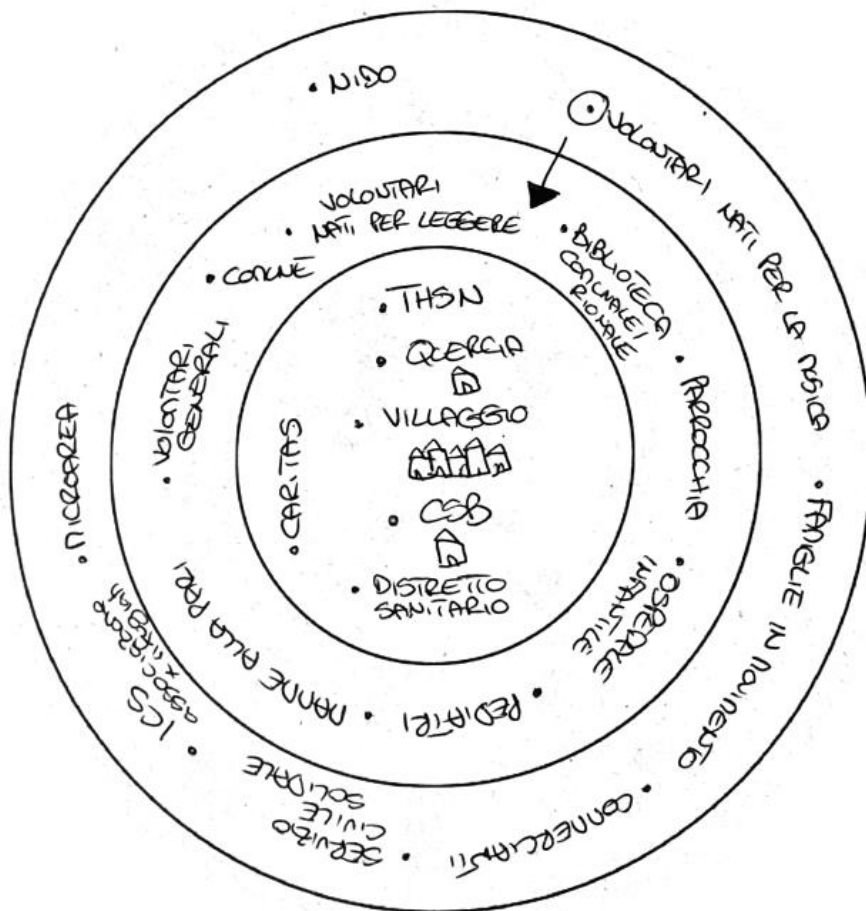 • NIDO
• VOLONTARI NATI PER LA MUSICA
• FAMIGLIE IN MOVIMENTO
• COMMERCIANTI
• SERVIZIO
CIVILE
SOLIDALE
• ICS
• MICROAREA
• VOLONTARI
NATI PER LEGGERE
• BIBLIOTECA
COMUNALE/
RIONALE
• PARROCCHIA
• OSPEDALE
INFANTILE
• PEDIATRI
• MAMME ALLA PARI
• VOLONTARI
GENERALI
• COMUNE
• THSN
• QUERCIA
• VILLAGGIO
• CSB
• DISTRETTO
SANITARIO
• CARITAS